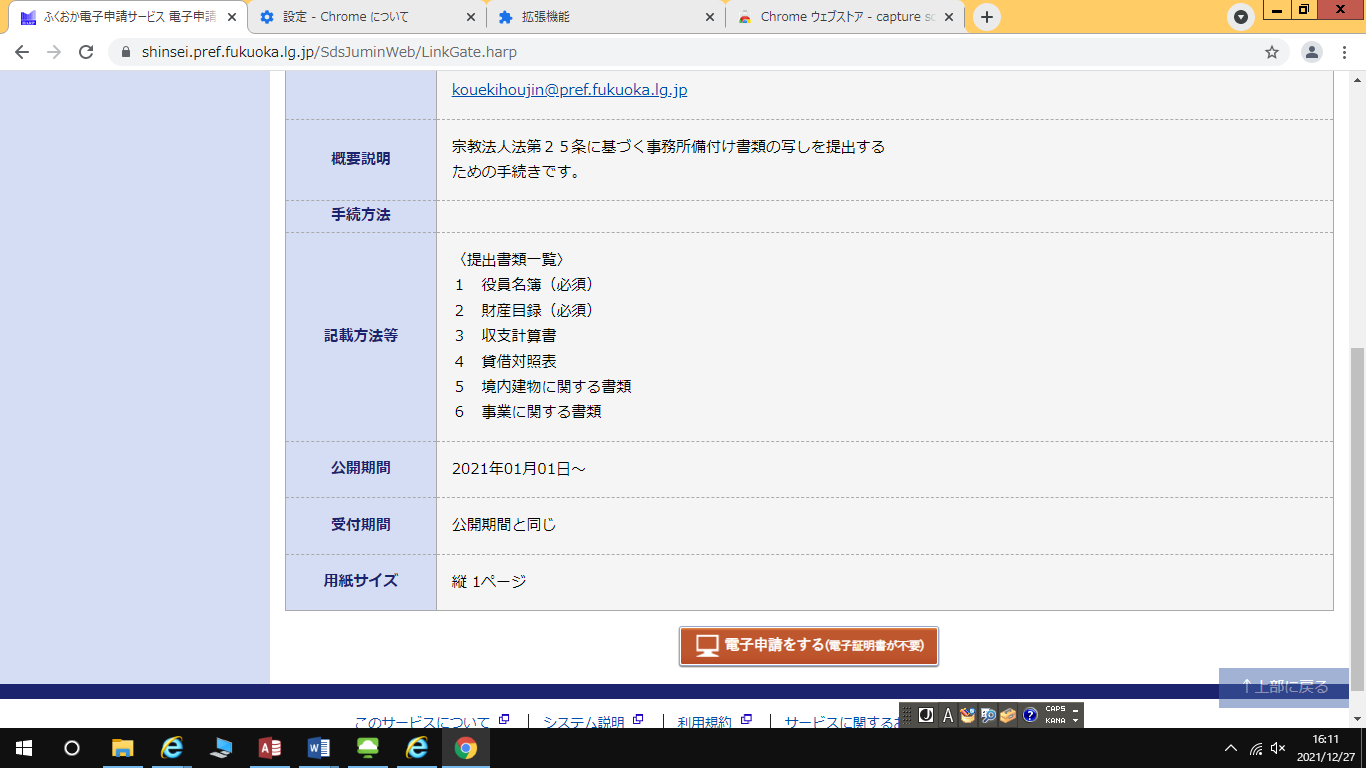 ふくおか電子申請サービス 電子申請
設定 - Chrome について
拡張機能
Chrome ウェブストア - capture sc
shinsei.pref.fukuoka.lg.jp/SdsJuminWeb/LinkGate.harp
kouekihoujin@pref.fukuoka.lg.jp
概要説明
宗教法人法第２５条に基づく事務所備付け書類の写しを提出する
ための手続きです。
手続方法
記載方法等
〈提出書類一覧〉
１　役員名簿（必須）
２　財産目録（必須）
３　収支計算書
４　貸借対照表
５　境内建物に関する書類
６　事業に関する書類
公開期間
2021年01月01日～
受付期間
公開期間と同じ
用紙サイズ
縦 1ページ
電子申請をする(電子証明書が不要)
↑上部に戻る
このサービスについて
システム説明
利用規約
サービスに関するお
A
CAPS
KANA
16:11
2021/12/27